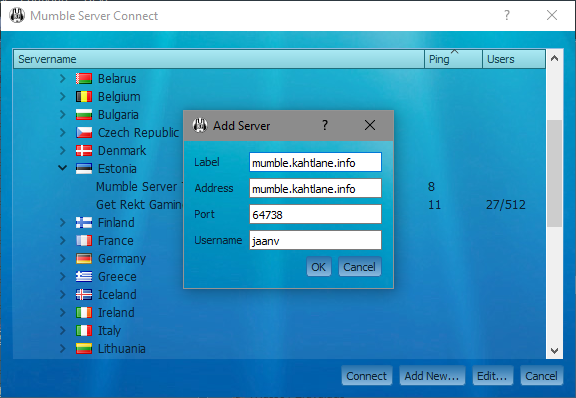 Mumble Server Connect
Servername Ping Users
Belarus
Belgium
Bulgaria
Czech Republic
Denmark
Estonia
Mumble Server 8
Get Rekt Gaming 11 27/512
Finland
France
Germany
Greece
Iceland
Ireland
Italy
Lithuania
Add Server
Label mumble.kahtlane.info
Address mumble.kahtlane.info
Port 64738
Username jaanv
OK Cancel
Connect Add New... Edit... Cancel